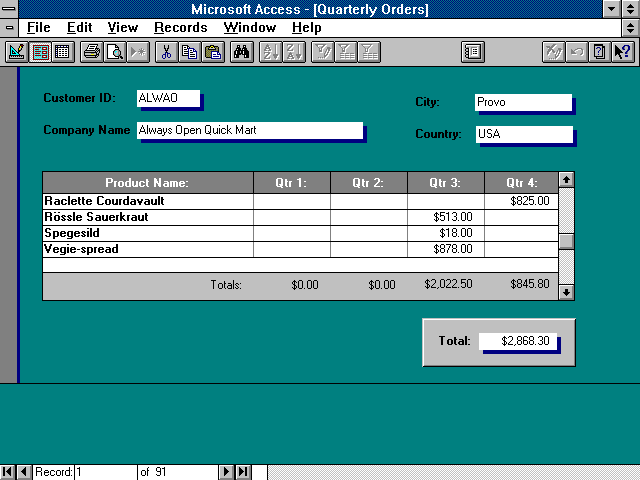 Microsoft Access - [Quarterly Orders]
File Edit View Records Window Help
Customer ID: ALWAO
City: Provo
Company Name Always Open Quick Mart
Country: USA
Product Name: Qtr 1: Qtr 2: Qtr 3: Qtr 4:
Raclette Courdavault $825.00
Rössle Sauerkraut $513.00
Spegesild $18.00
Vegie-spread $878.00
Totals: $0.00 $0.00 $2,022.50 $845.80
Total: $2,868.30
Record: 1 of 91